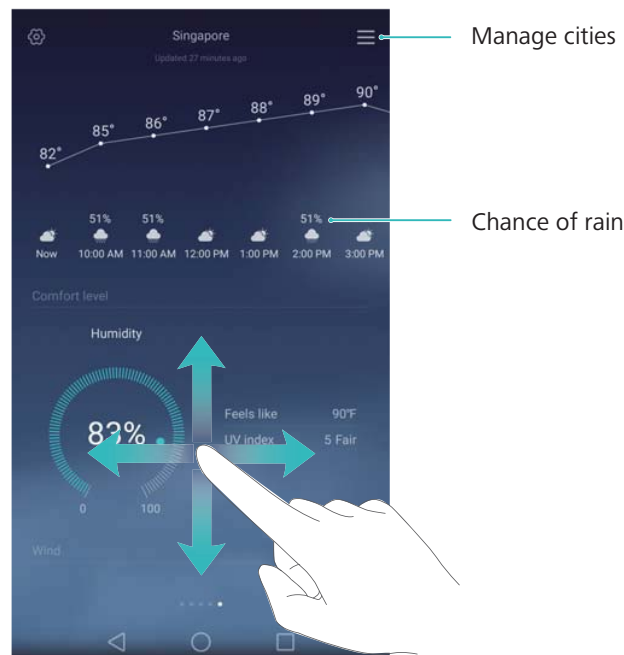 Singapore
Manage cities
Updated 27 minutes ago
82° 85° 86° 87° 88° 89° 90°
51% 51% 51%
Chance of rain
Now 10:00 AM 11:00 AM 12:00 PM 1:00 PM 2:00 PM 3:00 PM
Comfort level
Humidity
83%
Feels like 90°F
UV index 5 Fair
0 100
Wind